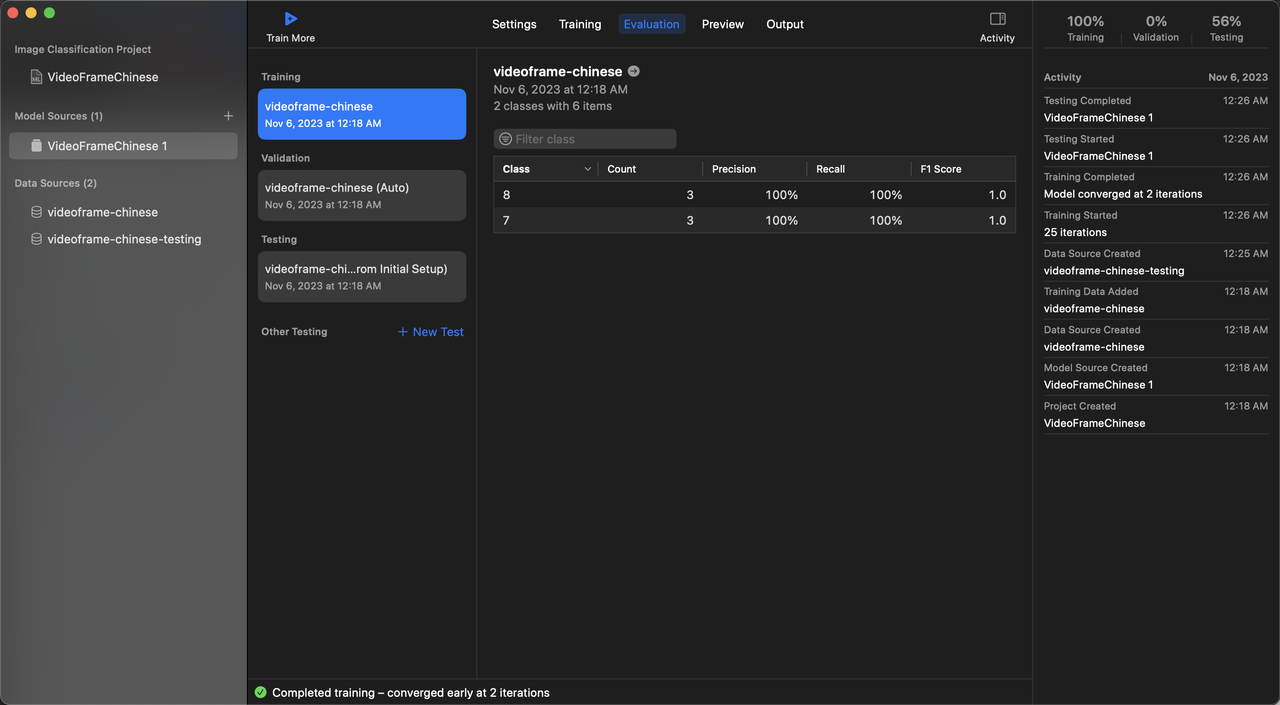 Image Classification Project
VideoFrameChinese
Model Sources (1)
VideoFrameChinese 1
Data Sources (2)
videoframe-chinese
videoframe-chinese-testing
Train More
Settings Training Evaluation Preview Output
Activity
Training
videoframe-chinese
Nov 6, 2023 at 12:18 AM
Validation
videoframe-chinese (Auto)
Nov 6, 2023 at 12:18 AM
Testing
videoframe-chi...rom Initial Setup)
Nov 6, 2023 at 12:18 AM
Other Testing + New Test
videoframe-chinese
Nov 6, 2023 at 12:18 AM
2 classes with 6 items
Filter class
Class Count Precision Recall F1 Score
8 3 100% 100% 1.0
7 3 100% 100% 1.0
Completed training – converged early at 2 iterations
100% 0% 56%
Training Validation Testing
Activity Nov 6, 2023
Testing Completed 12:26 AM
VideoFrameChinese 1
Testing Started 12:26 AM
VideoFrameChinese 1
Training Completed 12:26 AM
Model converged at 2 iterations
Training Started 12:26 AM
25 iterations
Data Source Created 12:25 AM
videoframe-chinese-testing
Training Data Added 12:18 AM
videoframe-chinese
Data Source Created 12:18 AM
videoframe-chinese
Model Source Created 12:18 AM
VideoFrameChinese 1
Project Created 12:18 AM
VideoFrameChinese